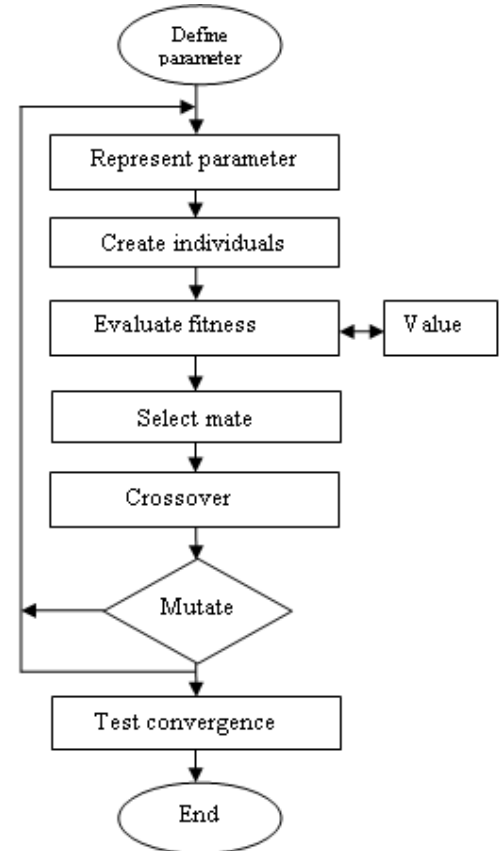 Define
parameter
Represent parameter
Create individuals
Evaluate fitness
Value
Select mate
Crossover
Mutate
Test convergence
End